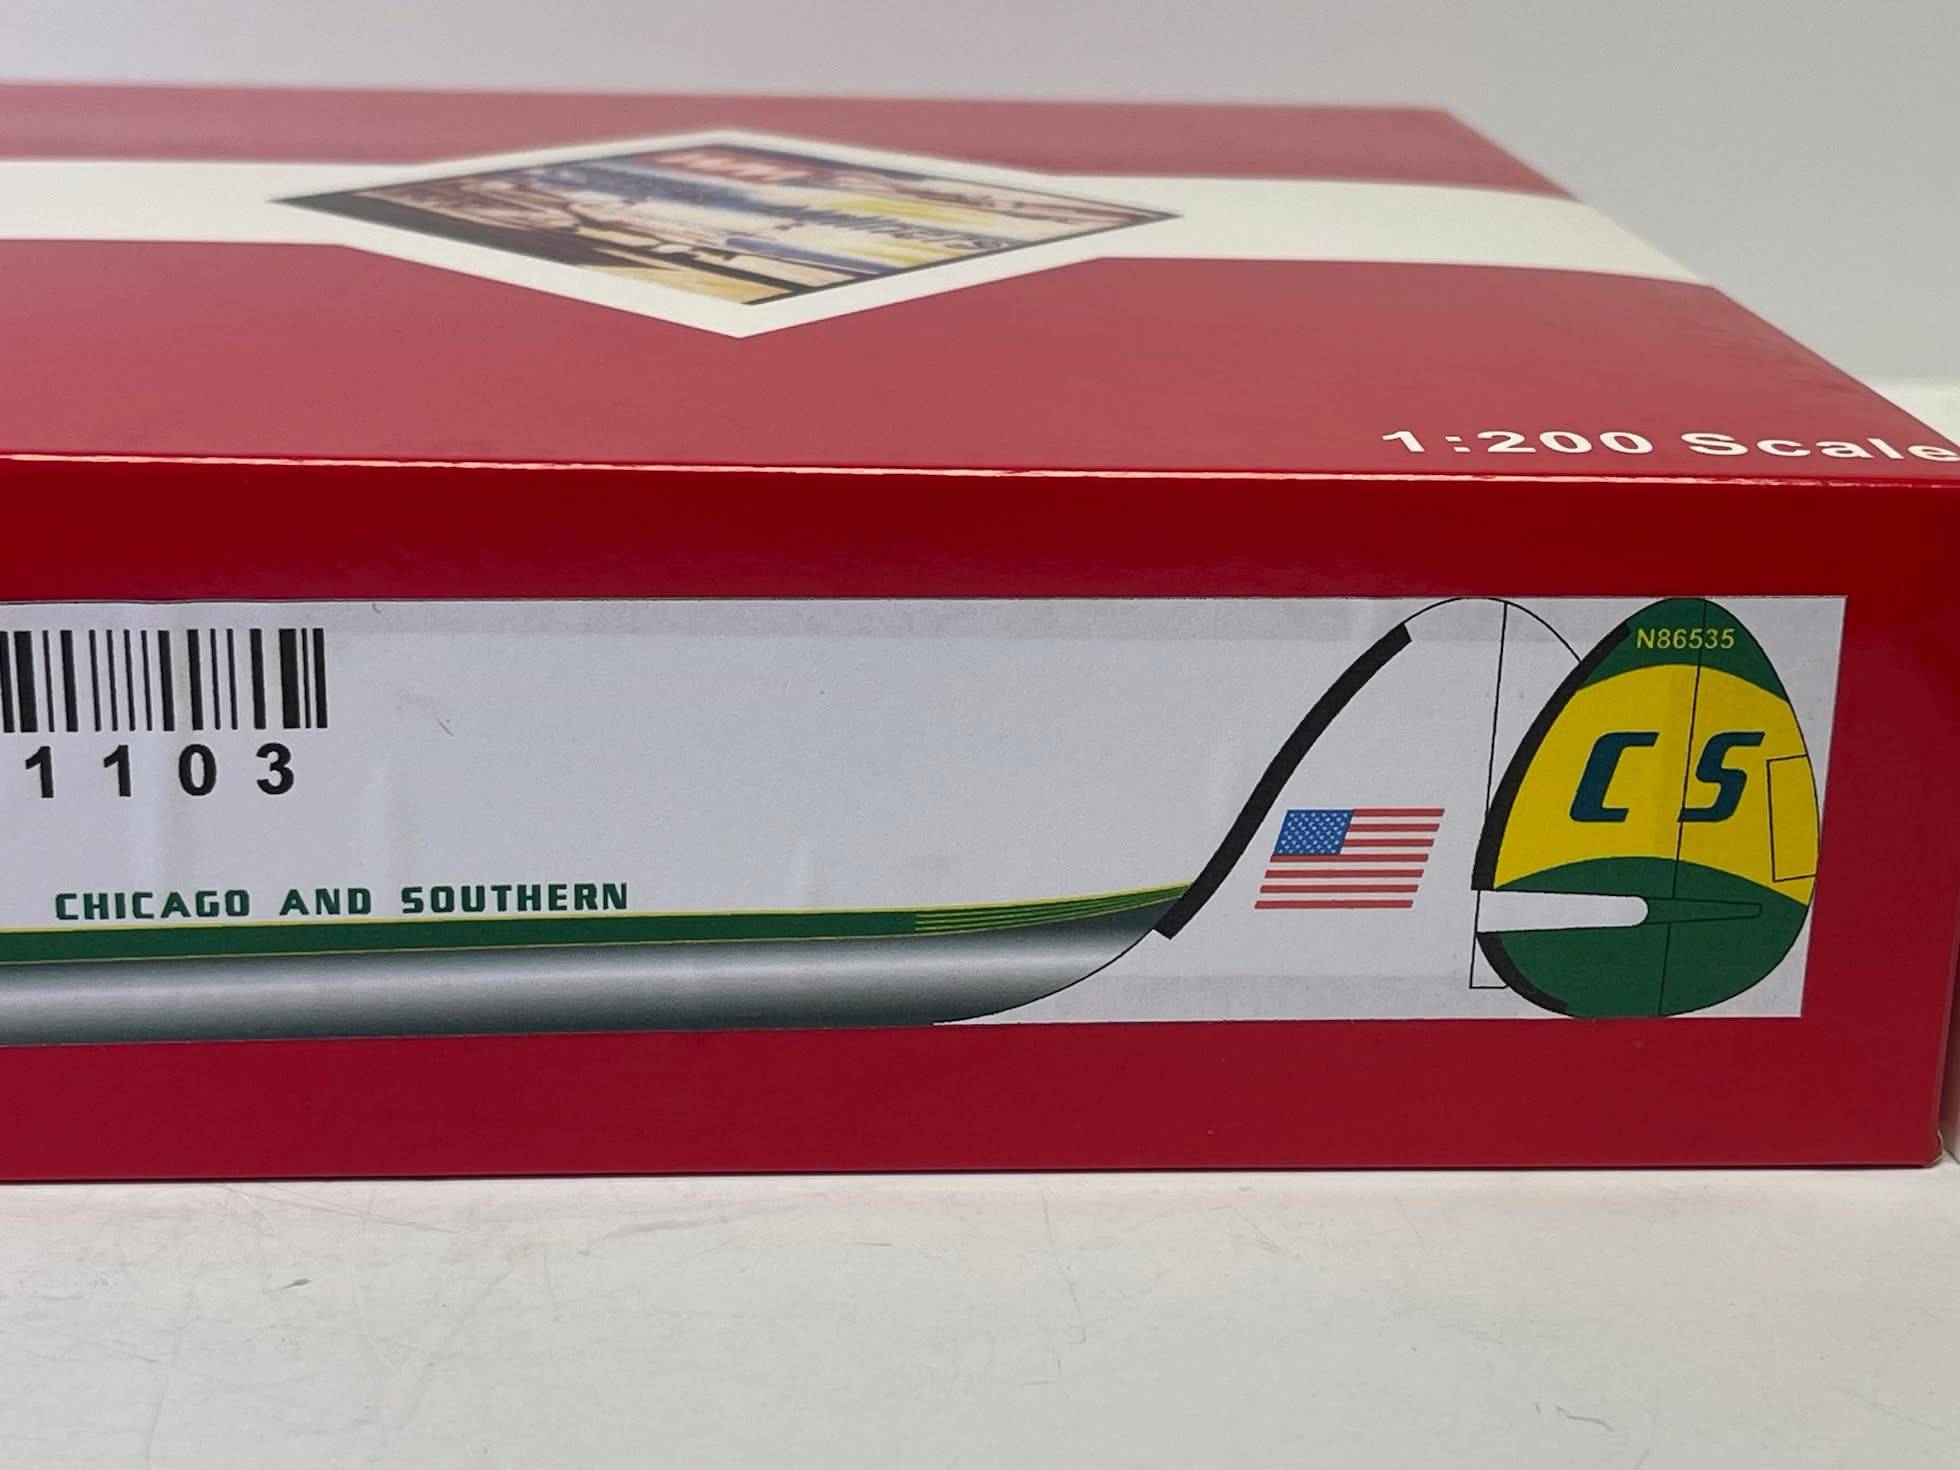 1:200 Scale
N86535
CS
1103
CHICAGO AND SOUTHERN